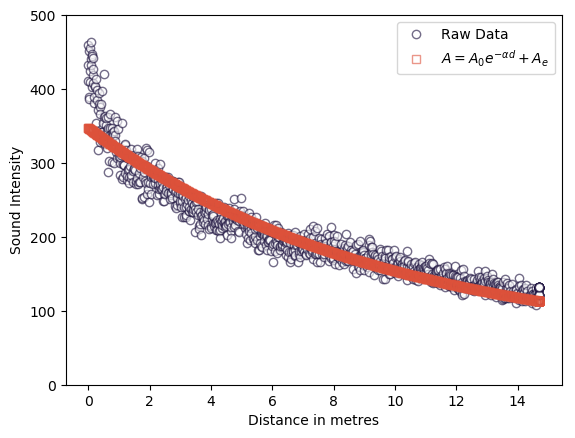 500
400
300
200
100
0
Sound Intensity
0 2 4 6 8 10 12 14
Distance in metres
Raw Data
A = A₀e^{-αd} + Aₑ